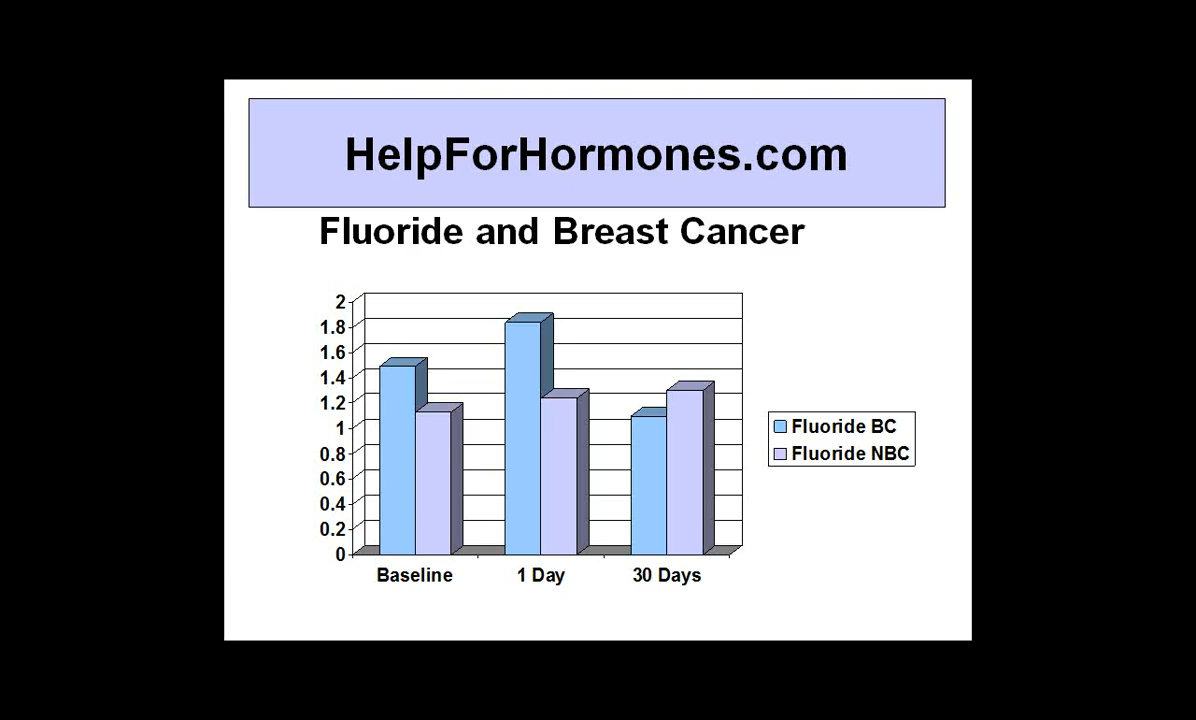 HelpForHormones.com
Fluoride and Breast Cancer
2
1.8
1.6
1.4
1.2
1
0.8
0.6
0.4
0.2
0
Baseline 1 Day 30 Days
Fluoride BC
Fluoride NBC